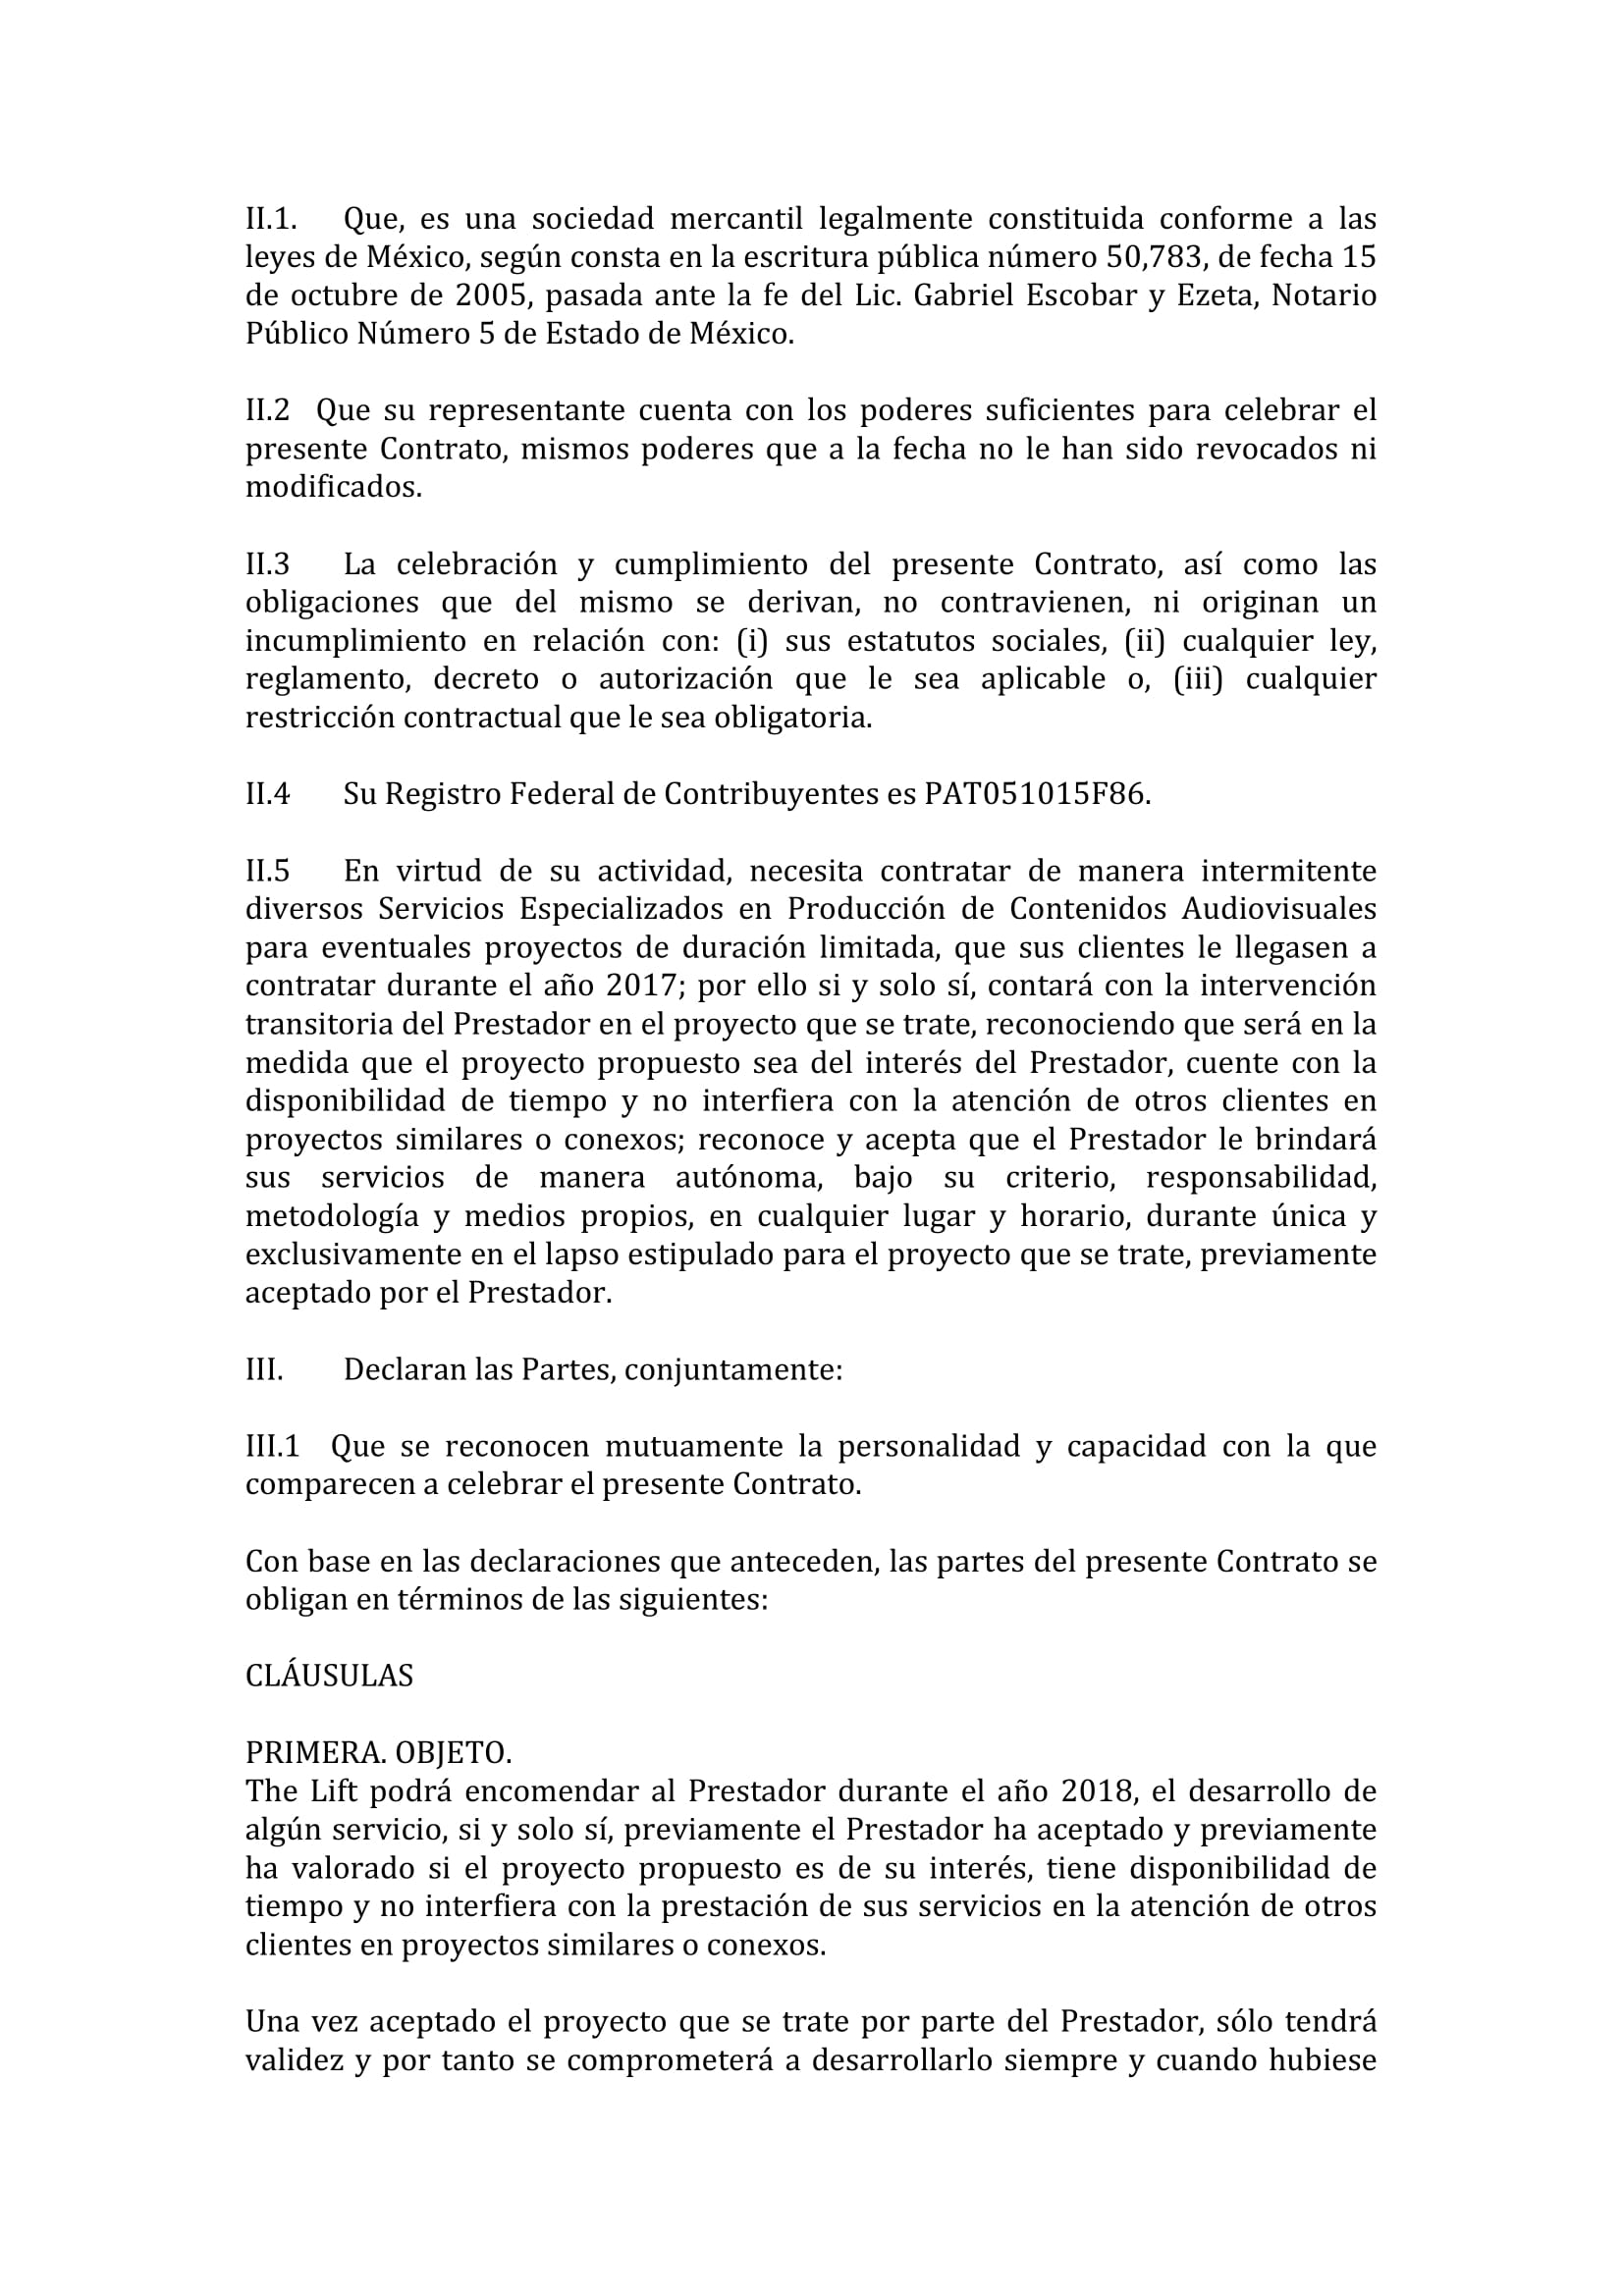 II.1. Que, es una sociedad mercantil legalmente constituida conforme a las
leyes de México, según consta en la escritura pública número 50,783, de fecha 15
de octubre de 2005, pasada ante la fe del Lic. Gabriel Escobar y Ezeta, Notario
Público Número 5 de Estado de México.
II.2 Que su representante cuenta con los poderes suficientes para celebrar el
presente Contrato, mismos poderes que a la fecha no le han sido revocados ni
modificados.
II.3 La celebración y cumplimiento del presente Contrato, así como las
obligaciones que del mismo se derivan, no contravienen, ni originan un
incumplimiento en relación con: (i) sus estatutos sociales, (ii) cualquier ley,
reglamento, decreto o autorización que le sea aplicable o, (iii) cualquier
restricción contractual que le sea obligatoria.
II.4 Su Registro Federal de Contribuyentes es PAT051015F86.
II.5 En virtud de su actividad, necesita contratar de manera intermitente
diversos Servicios Especializados en Producción de Contenidos Audiovisuales
para eventuales proyectos de duración limitada, que sus clientes le llegasen a
contratar durante el año 2017; por ello si y solo sí, contará con la intervención
transitoria del Prestador en el proyecto que se trate, reconociendo que será en la
medida que el proyecto propuesto sea del interés del Prestador, cuente con la
disponibilidad de tiempo y no interfiera con la atención de otros clientes en
proyectos similares o conexos; reconoce y acepta que el Prestador le brindará
sus servicios de manera autónoma, bajo su criterio, responsabilidad,
metodología y medios propios, en cualquier lugar y horario, durante única y
exclusivamente en el lapso estipulado para el proyecto que se trate, previamente
aceptado por el Prestador.
III. Declaran las Partes, conjuntamente:
III.1 Que se reconocen mutuamente la personalidad y capacidad con la que
comparecen a celebrar el presente Contrato.
Con base en las declaraciones que anteceden, las partes del presente Contrato se
obligan en términos de las siguientes:
CLÁUSULAS
PRIMERA. OBJETO.
The Lift podrá encomendar al Prestador durante el año 2018, el desarrollo de
algún servicio, si y solo sí, previamente el Prestador ha aceptado y previamente
ha valorado si el proyecto propuesto es de su interés, tiene disponibilidad de
tiempo y no interfiera con la prestación de sus servicios en la atención de otros
clientes en proyectos similares o conexos.
Una vez aceptado el proyecto que se trate por parte del Prestador, sólo tendrá
validez y por tanto se comprometerá a desarrollarlo siempre y cuando hubiese